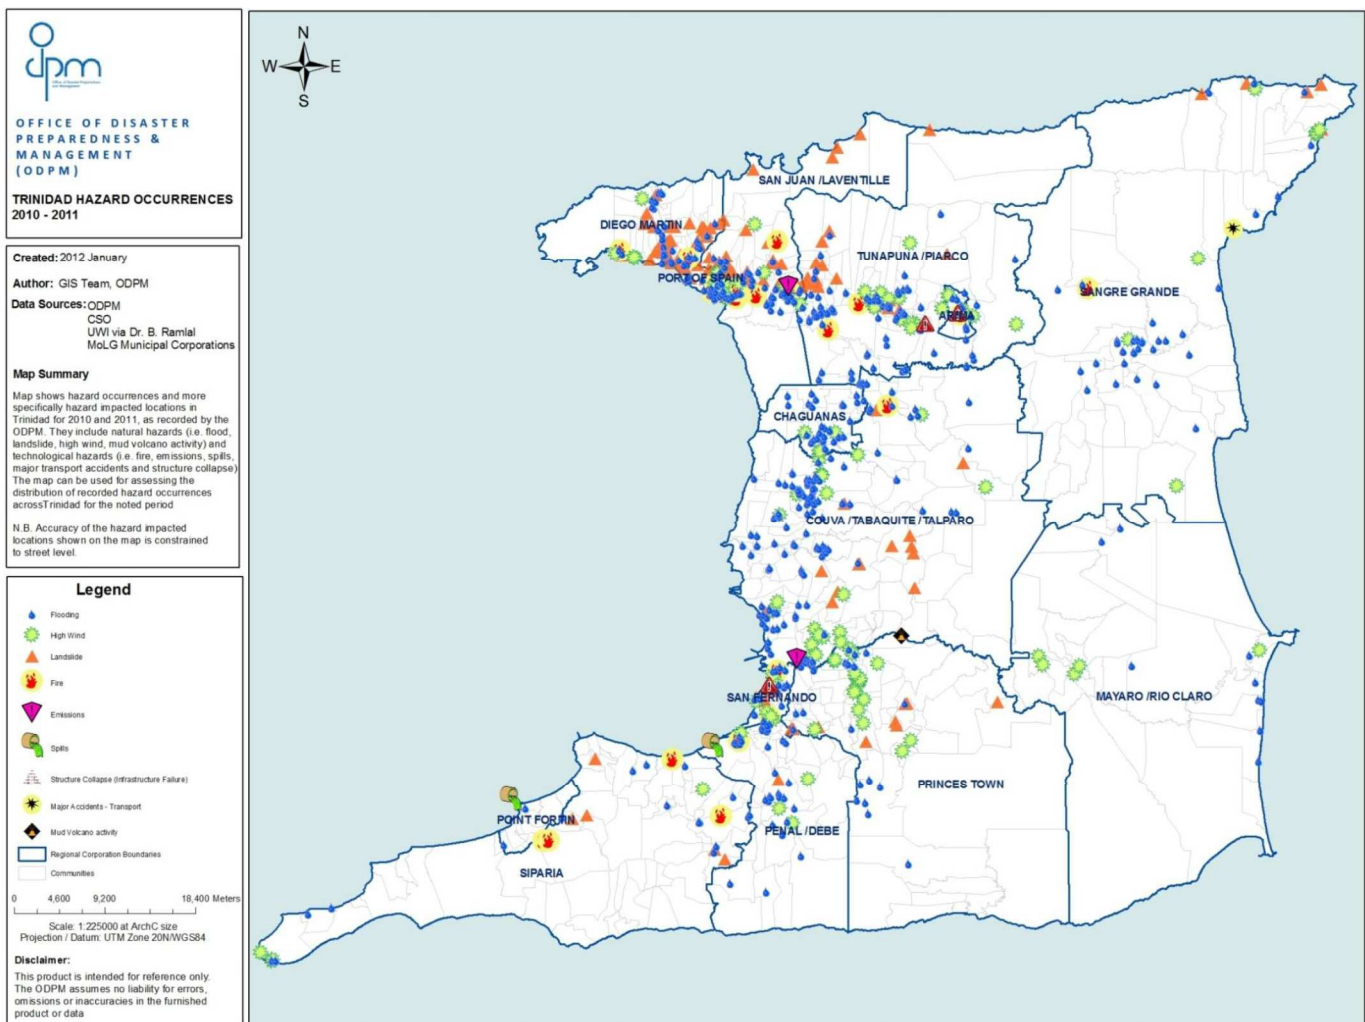 odpm
Office of Disaster Preparedness
and Management
OFFICE OF DISASTER
PREPAREDNESS &
MANAGEMENT
(ODPM)
TRINIDAD HAZARD OCCURRENCES
2010 - 2011
Created: 2012 January
Author: GIS Team, ODPM
Data Sources: ODPM
CSO
UWI via Dr. B. Ramlal
MoLG Municipal Corporations
Map Summary
Map shows hazard occurrences and more
specifically hazard impacted locations in
Trinidad for 2010 and 2011, as recorded by the
ODPM. They include natural hazards (i.e. flood,
landslide, high wind, mud volcano activity) and
technological hazards (i.e. fire, emissions, spills,
major transport accidents and structure collapse)
The map can be used for assessing the
distribution of recorded hazard occurrences
acrossTrinidad for the noted period
N.B. Accuracy of the hazard impacted
locations shown on the map is constrained
to street level.
Legend
Flooding
High Wind
Landslide
Fire
Emissions
Spills
Structure Collapse (Infrastructure Failure)
Major Accidents - Transport
Mud Volcano activity
Regional Corporation Boundaries
Communities
0 4,600 9,200 18,400 Meters
Scale: 1:225000 at ArchC size
Projection / Datum: UTM Zone 20N/WGS84
Disclaimer:
This product is intended for reference only.
The ODPM assumes no liability for errors,
omissions or inaccuracies in the furnished
product or data
N
W E
S
SAN JUAN /LAVENTILLE
DIEGO MARTIN
TUNAPUNA /PIARCO
PORT OF SPAIN
SANGRE GRANDE
ARIMA
CHAGUANAS
COUVA /TABAQUITE /TALPARO
SAN FERNANDO
MAYARO /RIO CLARO
PRINCES TOWN
POINT FORTIN
PENAL /DEBE
SIPARIA